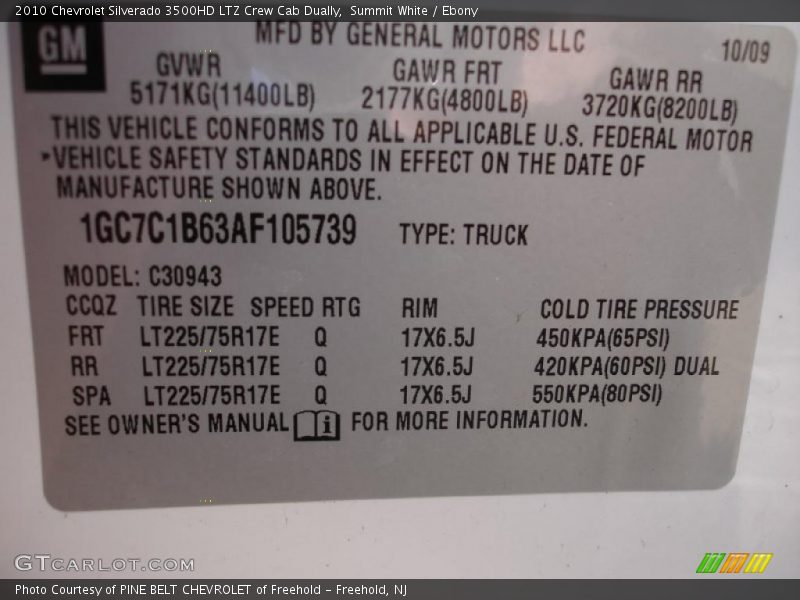 2010 Chevrolet Silverado 3500HD LTZ Crew Cab Dually, Summit White / Ebony
GM
MFD BY GENERAL MOTORS LLC
10/09
GVWR GAWR FRT GAWR RR
5171KG(11400LB) 2177KG(4800LB) 3720KG(8200LB)
THIS VEHICLE CONFORMS TO ALL APPLICABLE U.S. FEDERAL MOTOR
VEHICLE SAFETY STANDARDS IN EFFECT ON THE DATE OF
MANUFACTURE SHOWN ABOVE.
1GC7C1B63AF105739 TYPE: TRUCK
MODEL: C30943
CCQZ TIRE SIZE SPEED RTG RIM COLD TIRE PRESSURE
FRT LT225/75R17E Q 17X6.5J 450KPA(65PSI)
RR LT225/75R17E Q 17X6.5J 420KPA(60PSI) DUAL
SPA LT225/75R17E Q 17X6.5J 550KPA(80PSI)
SEE OWNER'S MANUAL i FOR MORE INFORMATION.
GTCARLOT.COM
Photo Courtesy of PINE BELT CHEVROLET of Freehold - Freehold, NJ